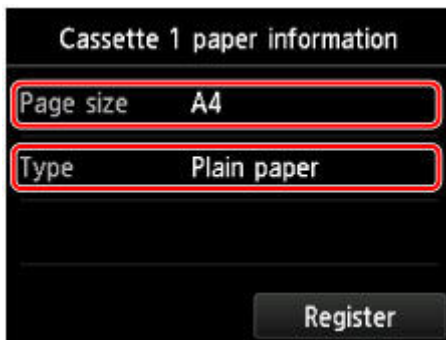 Cassette 1 paper information
Page size A4
Type Plain paper
Register